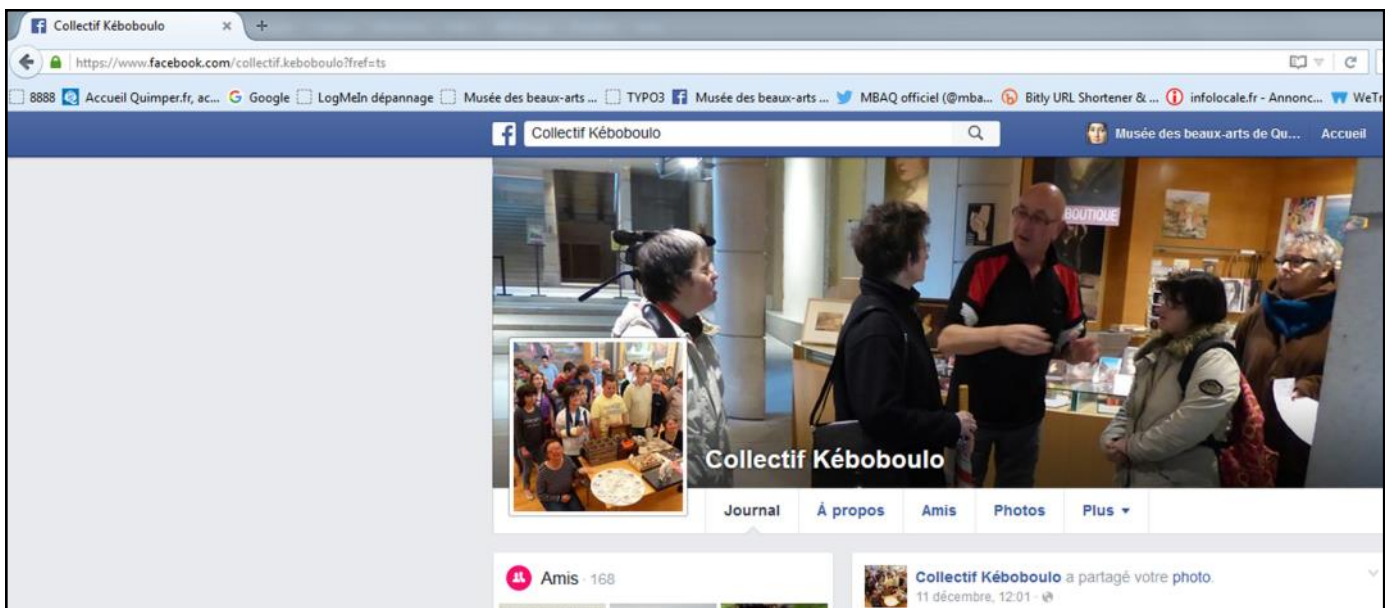 Collectif Kéboboulo × +
https://www.facebook.com/collectif.keboboulo?fref=ts
8888 Accueil Quimper.fr, ac... Google LogMeIn dépannage Musée des beaux-arts ... TYPO3 Musée des beaux-arts ... MBAQ officiel (@mba... Bitly URL Shortener & ... infolocale.fr - Annonc... WeTr
Collectif Kéboboulo Musée des beaux-arts de Qu... Accueil
BOUTIQUE
Collectif Kéboboulo
Journal À propos Amis Photos Plus
Amis · 168
Collectif Kéboboulo a partagé votre photo.
11 décembre, 12:01 ·